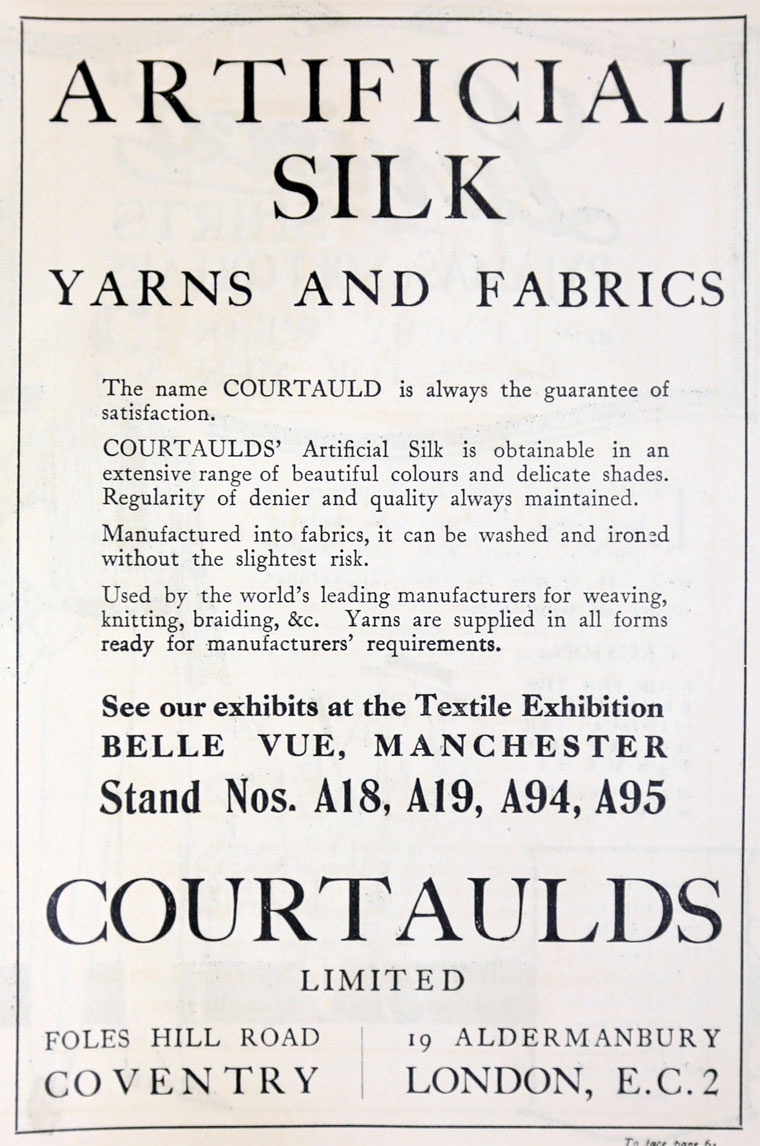 ARTIFICIAL
SILK
YARNS AND FABRICS
The name COURTAULD is always the guarantee of
satisfaction.
COURTAULDS' Artificial Silk is obtainable in an
extensive range of beautiful colours and delicate shades.
Regularity of denier and quality always maintained.
Manufactured into fabrics, it can be washed and ironed
without the slightest risk.
Used by the world's leading manufacturers for weaving,
knitting, braiding, &c. Yarns are supplied in all forms
ready for manufacturers' requirements.
See our exhibits at the Textile Exhibition
BELLE VUE, MANCHESTER
Stand Nos. A18, A19, A94, A95
COURTAULDS
LIMITED
FOLES HILL ROAD
COVENTRY
19 ALDERMANBURY
LONDON, E.C. 2
To face page